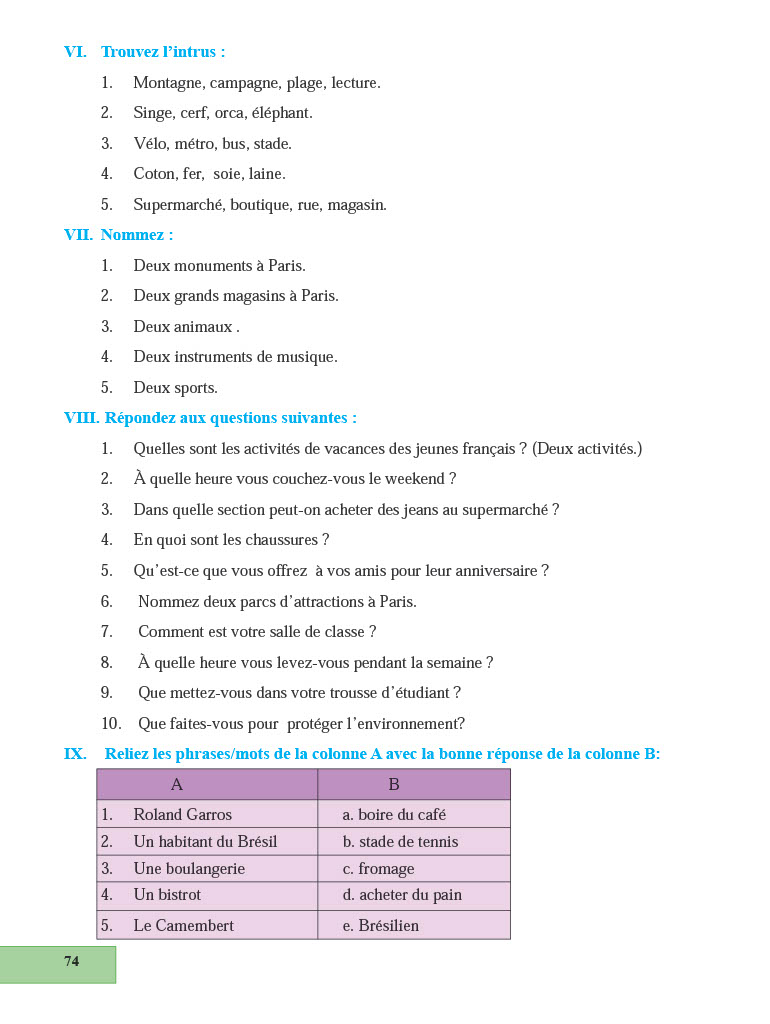 VI. Trouvez l'intrus :
1. Montagne, campagne, plage, lecture.
2. Singe, cerf, orca, éléphant.
3. Vélo, métro, bus, stade.
4. Coton, fer, soie, laine.
5. Supermarché, boutique, rue, magasin.
VII. Nommez :
1. Deux monuments à Paris.
2. Deux grands magasins à Paris.
3. Deux animaux .
4. Deux instruments de musique.
5. Deux sports.
VIII. Répondez aux questions suivantes :
1. Quelles sont les activités de vacances des jeunes français ? (Deux activités.)
2. À quelle heure vous couchez-vous le weekend ?
3. Dans quelle section peut-on acheter des jeans au supermarché ?
4. En quoi sont les chaussures ?
5. Qu'est-ce que vous offrez à vos amis pour leur anniversaire ?
6. Nommez deux parcs d'attractions à Paris.
7. Comment est votre salle de classe ?
8. À quelle heure vous levez-vous pendant la semaine ?
9. Que mettez-vous dans votre trousse d'étudiant ?
10. Que faites-vous pour protéger l'environnement?
IX. Reliez les phrases/mots de la colonne A avec la bonne réponse de la colonne B:
A B
1. Roland Garros a. boire du café
2. Un habitant du Brésil b. stade de tennis
3. Une boulangerie c. fromage
4. Un bistrot d. acheter du pain
5. Le Camembert e. Brésilien
74